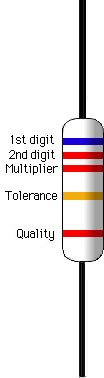 1st digit
2nd digit
Multiplier
Tolerance
Quality